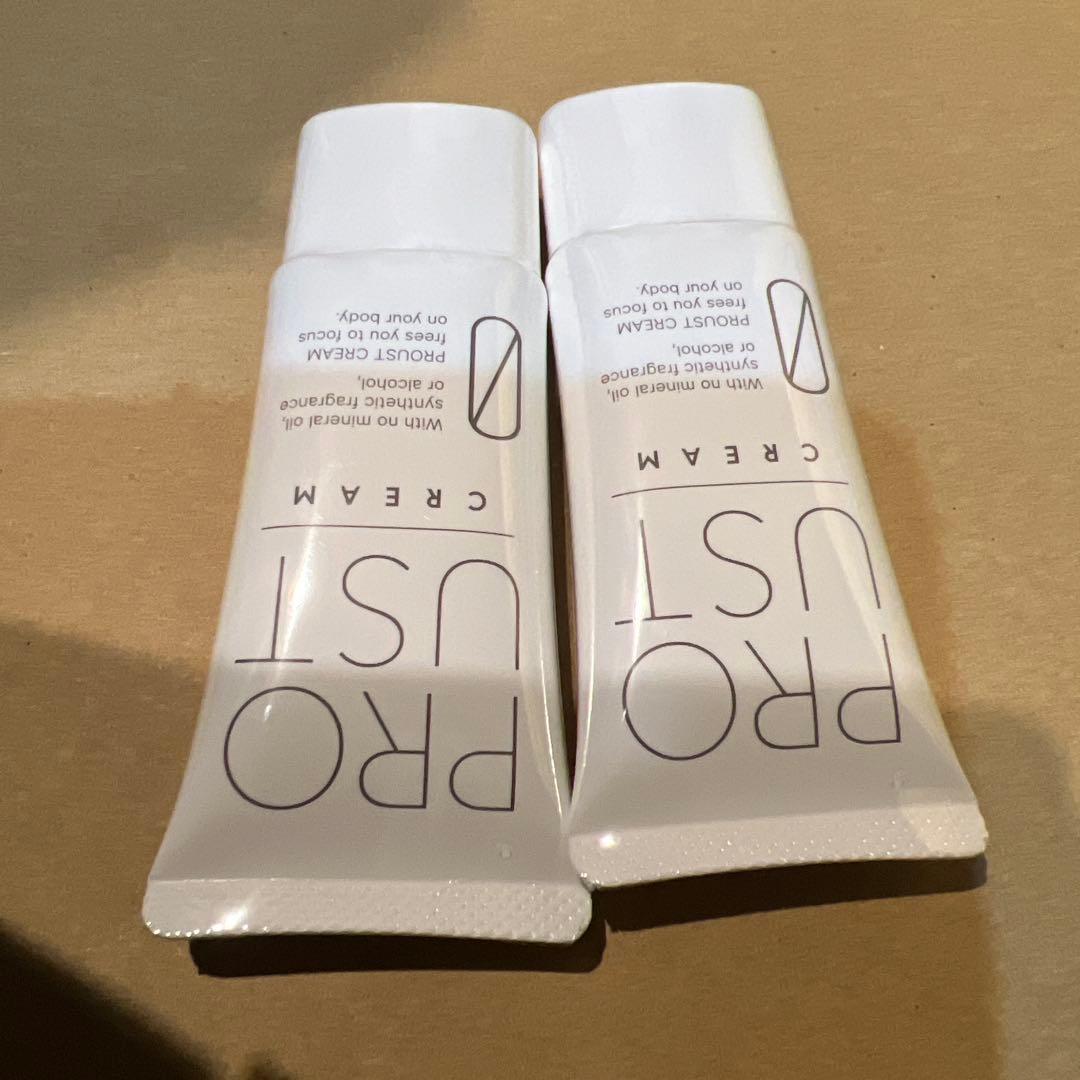 PRO
UST
CREAM
With no mineral oil,
synthetic fragrance
or alcohol,
PROUST CREAM
frees you to focus
on your body.
0
PRO
UST
CREAM
With no mineral oil,
synthetic fragrance
or alcohol,
PROUST CREAM
frees you to focus
on your body.
0